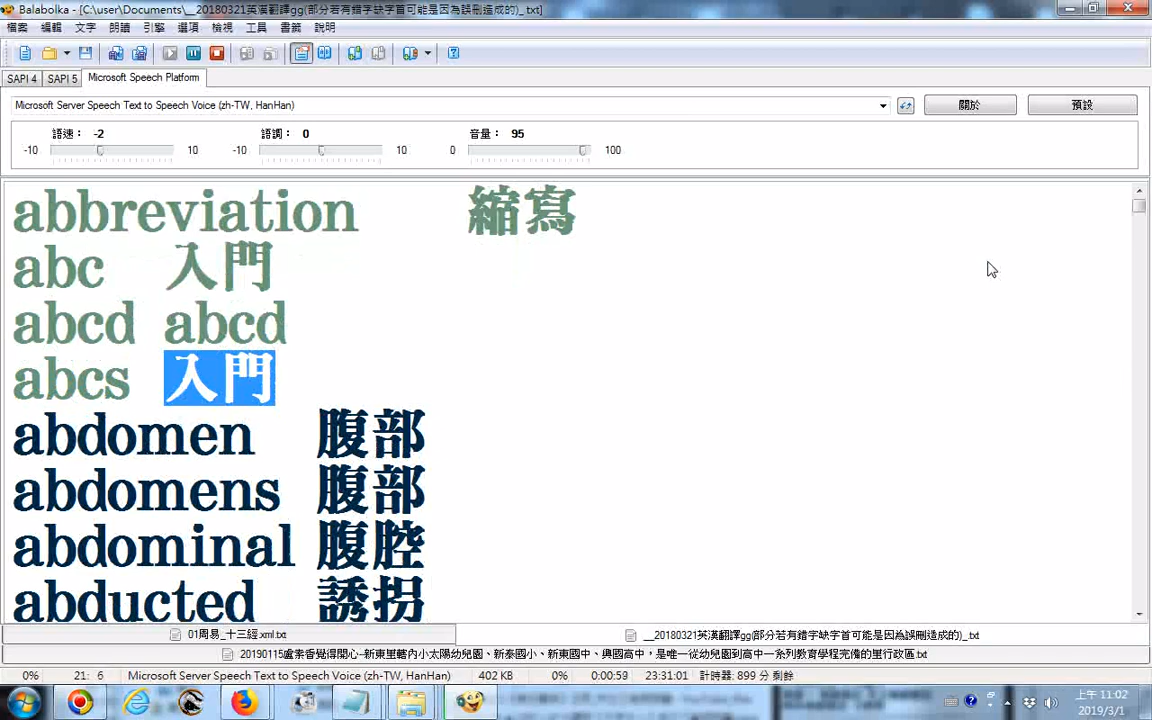 Balabolka - [C:\user\Documents\__20180321英漢翻譯gg(部分若有錯字缺字首可能是因為誤刪造成的)_.txt]
檔案 編輯 文字 朗讀 引擎 選項 檢視 工具 書籤 說明
SAPI 4 SAPI 5 Microsoft Speech Platform
Microsoft Server Speech Text to Speech Voice (zh-TW, HanHan) 關於 預設
語速： -2 語調： 0 音量： 95
-10 10 -10 10 0 100
abbreviation 縮寫
abc 入門
abcd abcd
abcs 入門
abdomen 腹部
abdomens 腹部
abdominal 腹腔
abducted 誘拐
01周易_十三經.xml.txt __20180321英漢翻譯gg(部分若有錯字缺字首可能是因為誤刪造成的)_.txt
20190115盧素香覺得開心-新東里轄內小太陽幼兒園、新泰國小、新東國中、興國高中，是唯一從幼兒園到高中一系列教育學程完備的里行政區.txt
0% 21: 6 Microsoft Server Speech Text to Speech Voice (zh-TW, HanHan) 402 KB 0% 0:00:59 23:31:01 計時器: 899 分 剩餘
上午 11:02
2019/3/1